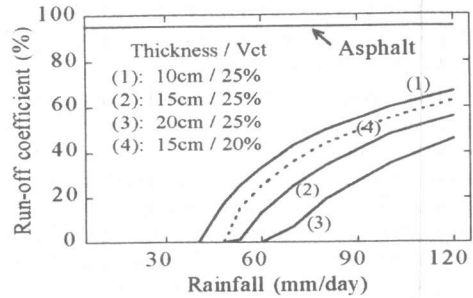 100
80
60
40
20
0
Run-off coefficient (%)
Thickness / Vct
(1): 10cm / 25%
(2): 15cm / 25%
(3): 20cm / 25%
(4): 15cm / 20%
Asphalt
(1)
(4)
(2)
(3)
30 60 90 120
Rainfall (mm/day)